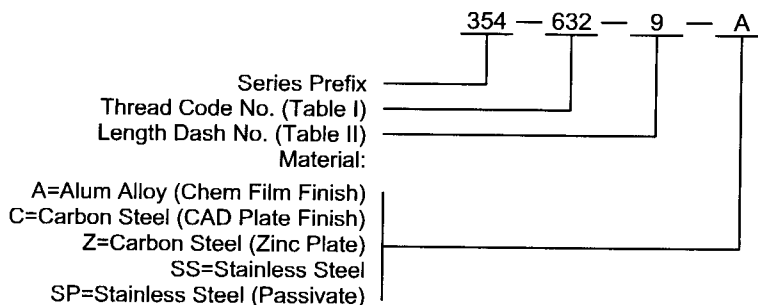 354 — 632 — 9 — A
Series Prefix
Thread Code No. (Table I)
Length Dash No. (Table II)
Material:
A=Alum Alloy (Chem Film Finish)
C=Carbon Steel (CAD Plate Finish)
Z=Carbon Steel (Zinc Plate)
SS=Stainless Steel
SP=Stainless Steel (Passivate)